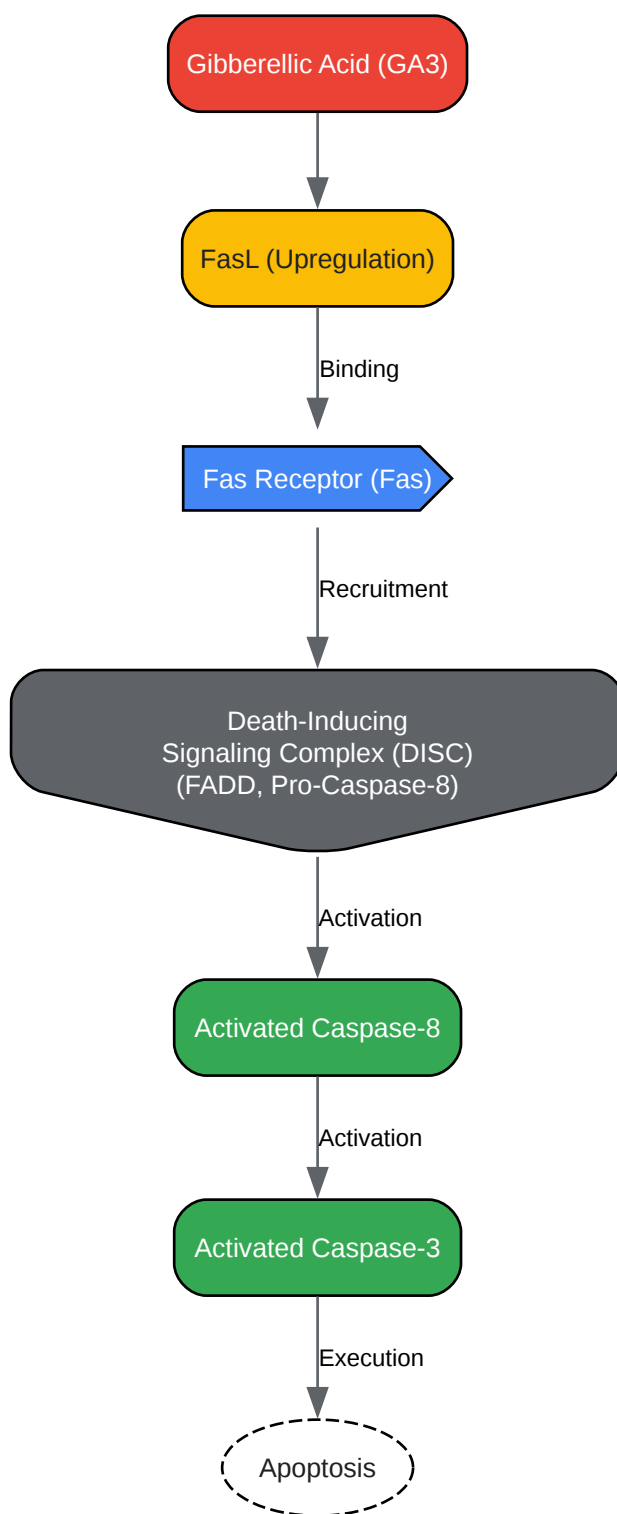 Gibberellic Acid (GA3)
FasL (Upregulation)
Binding
Fas Receptor (Fas)
Recruitment
Death-Inducing
Signaling Complex (DISC)
(FADD, Pro-Caspase-8)
Activation
Activated Caspase-8
Activation
Activated Caspase-3
Execution
Apoptosis